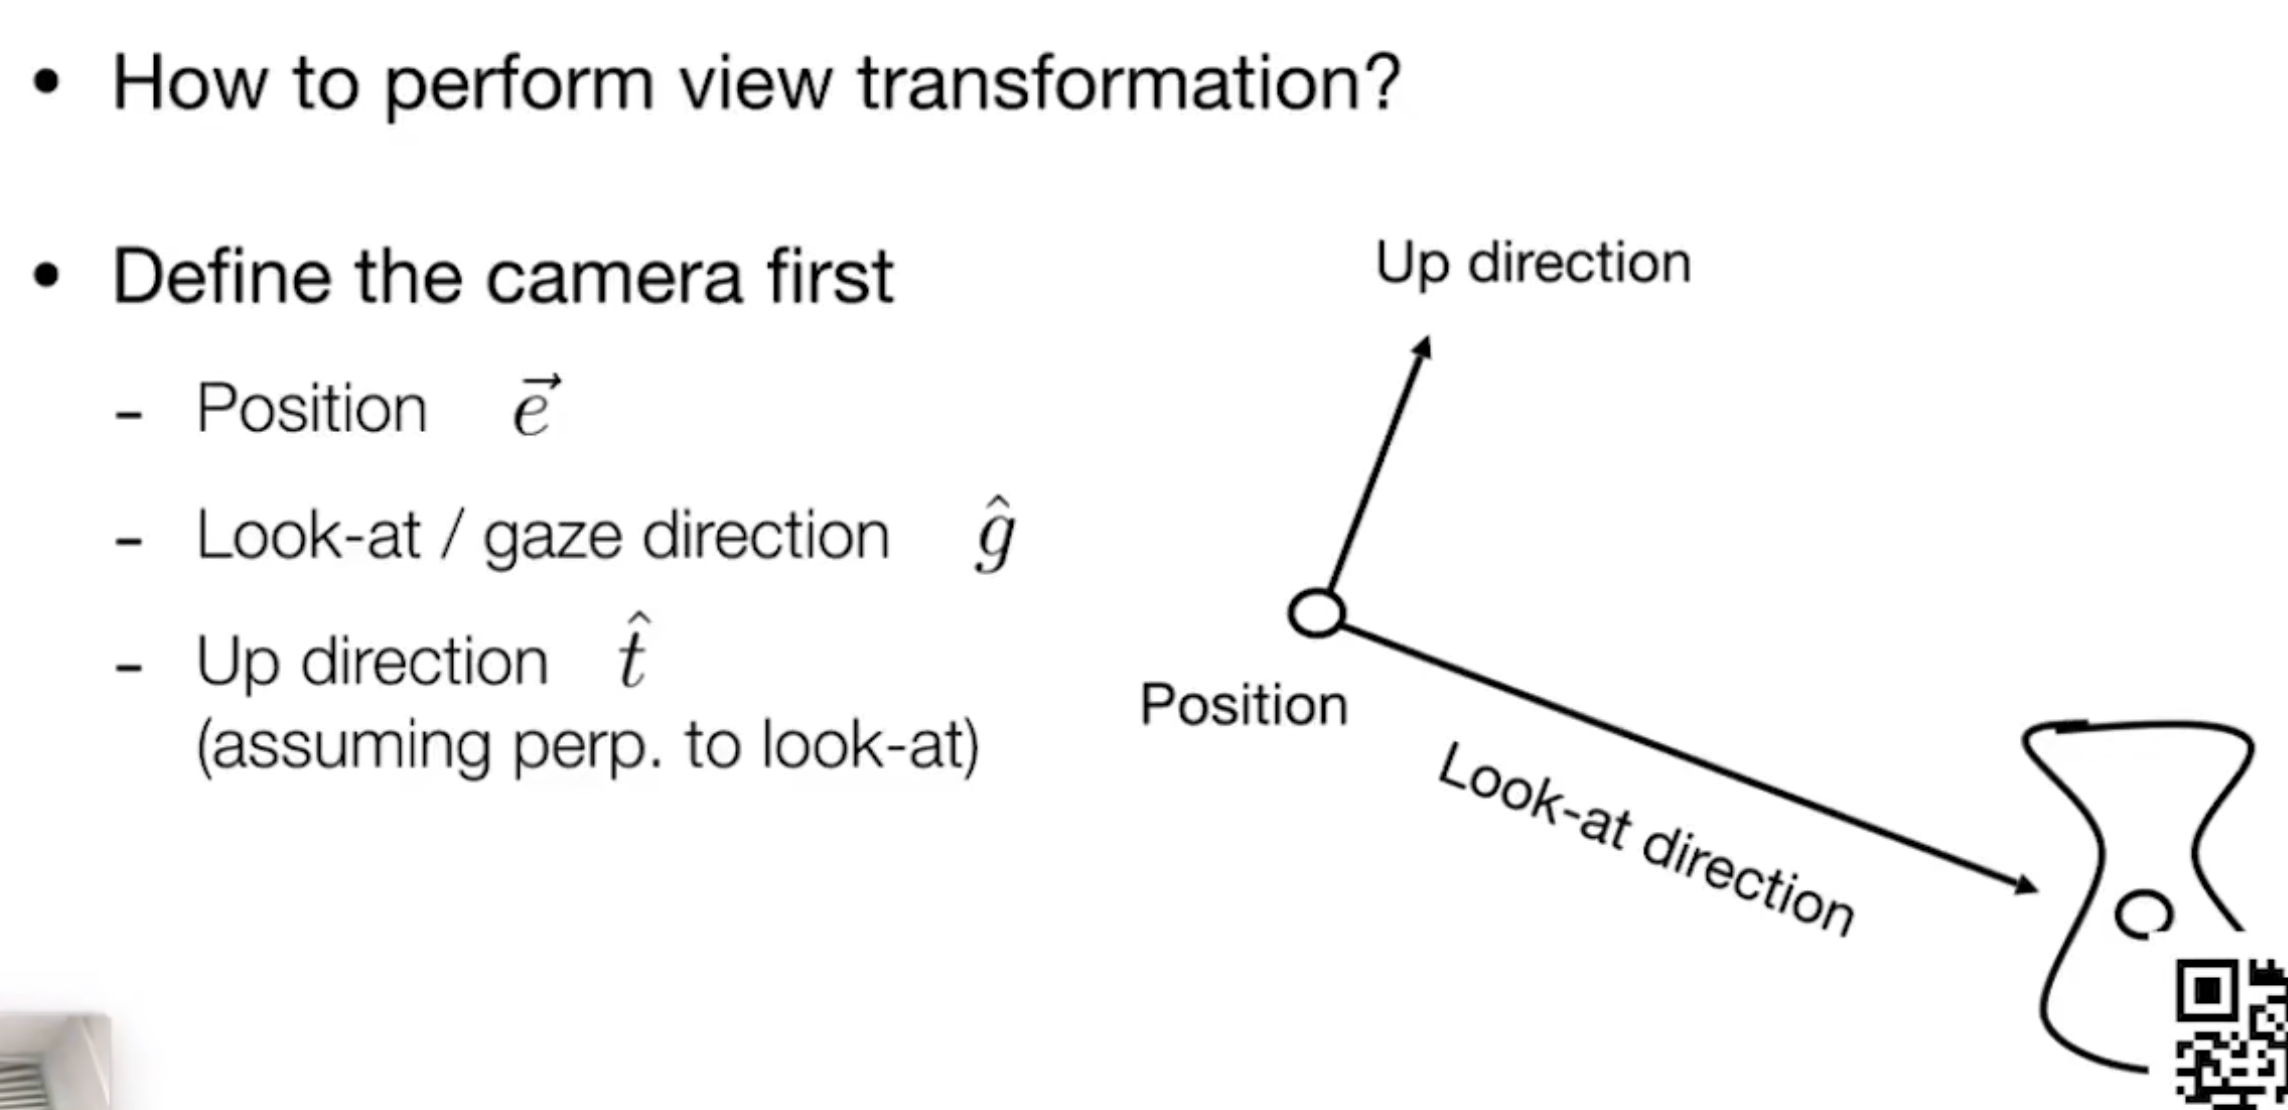 • How to perform view transformation?
• Define the camera first
- Position $\vec{e}$
- Look-at / gaze direction $\hat{g}$
- Up direction $\hat{t}$
(assuming perp. to look-at)
Up direction
Position
Look-at direction